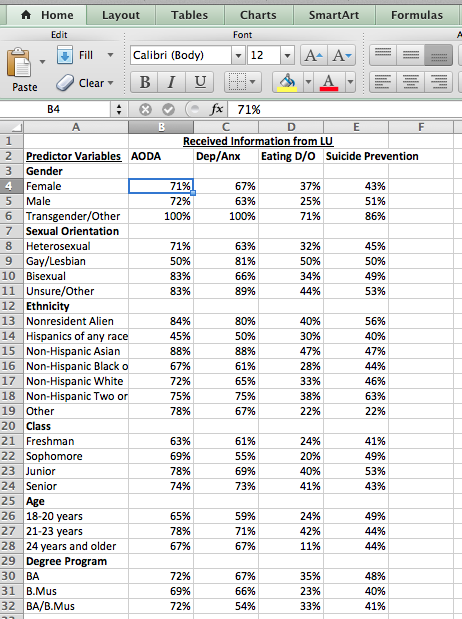 Home Layout Tables Charts SmartArt Formulas
Edit Font A
Fill Calibri (Body) 12 A A
Paste Clear B I U A
B4 fx 71%
A B C D E F
1 Received Information from LU
2 Predictor Variables AODA Dep/Anx Eating D/O Suicide Prevention
3 Gender
4 Female 71% 67% 37% 43%
5 Male 72% 63% 25% 51%
6 Transgender/Other 100% 100% 71% 86%
7 Sexual Orientation
8 Heterosexual 71% 63% 32% 45%
9 Gay/Lesbian 50% 81% 50% 50%
10 Bisexual 83% 66% 34% 49%
11 Unsure/Other 83% 89% 44% 53%
12 Ethnicity
13 Nonresident Alien 84% 80% 40% 56%
14 Hispanics of any race 45% 50% 30% 40%
15 Non-Hispanic Asian 88% 88% 47% 47%
16 Non-Hispanic Black o 67% 61% 28% 44%
17 Non-Hispanic White 72% 65% 33% 46%
18 Non-Hispanic Two or 75% 75% 38% 63%
19 Other 78% 67% 22% 22%
20 Class
21 Freshman 63% 61% 24% 41%
22 Sophomore 69% 55% 20% 49%
23 Junior 78% 69% 40% 53%
24 Senior 74% 73% 41% 43%
25 Age
26 18-20 years 65% 59% 24% 49%
27 21-23 years 78% 71% 42% 44%
28 24 years and older 67% 67% 11% 44%
29 Degree Program
30 BA 72% 67% 35% 48%
31 B.Mus 69% 66% 23% 40%
32 BA/B.Mus 72% 54% 33% 41%